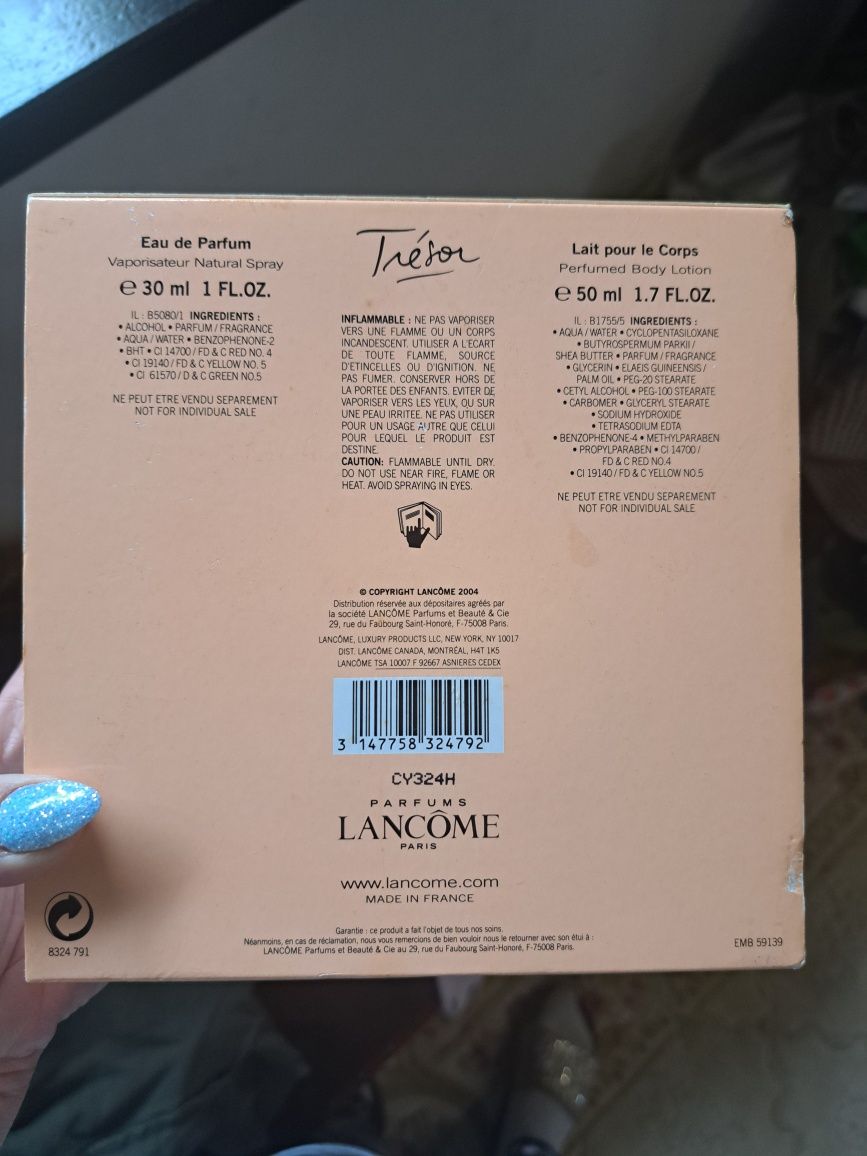 Eau de Parfum
Vaporisateur Natural Spray
℮ 30 ml 1 FL.OZ.
IL : B5080/1 INGREDIENTS :
• ALCOHOL • PARFUM / FRAGRANCE
• AQUA / WATER • BENZOPHENONE-2
• BHT • CI 14700 / FD & C RED NO. 4
• CI 19140 / FD & C YELLOW NO. 5
• CI 61570 / D & C GREEN NO.5
NE PEUT ETRE VENDU SEPAREMENT
NOT FOR INDIVIDUAL SALE
Trésor
INFLAMMABLE : NE PAS VAPORISER
VERS UNE FLAMME OU UN CORPS
INCANDESCENT. UTILISER A L'ECART
DE TOUTE FLAMME, SOURCE
D'ETINCELLES OU D'IGNITION. NE
PAS FUMER. CONSERVER HORS DE
LA PORTEE DES ENFANTS. EVITER DE
VAPORISER VERS LES YEUX, OU SUR
UNE PEAU IRRITEE. NE PAS UTILISER
POUR UN USAGE AUTRE QUE CELUI
POUR LEQUEL LE PRODUIT EST
DESTINE.
CAUTION: FLAMMABLE UNTIL DRY.
DO NOT USE NEAR FIRE, FLAME OR
HEAT. AVOID SPRAYING IN EYES.
Lait pour le Corps
Perfumed Body Lotion
℮ 50 ml 1.7 FL.OZ.
IL : B1755/5 INGREDIENTS :
• AQUA / WATER • CYCLOPENTASILOXANE
• BUTYROSPERMUM PARKII /
SHEA BUTTER • PARFUM / FRAGRANCE
• GLYCERIN • ELAEIS GUINEENSIS /
PALM OIL • PEG-20 STEARATE
• CETYL ALCOHOL • PEG-100 STEARATE
• CARBOMER • GLYCERYL STEARATE
• SODIUM HYDROXIDE
• TETRASODIUM EDTA
• BENZOPHENONE-4 • METHYLPARABEN
• PROPYLPARABEN • CI 14700 /
FD & C RED NO.4
• CI 19140 / FD & C YELLOW NO.5
NE PEUT ETRE VENDU SEPAREMENT
NOT FOR INDIVIDUAL SALE
© COPYRIGHT LANCÔME 2004
Distribution réservée aux dépositaires agréés par
la société LANCÔME Parfums et Beauté & Cie
29, rue du Faubourg Saint-Honoré, F-75008 Paris.
LANCÔME, LUXURY PRODUCTS LLC, NEW YORK, NY 10017
DIST. LANCÔME CANADA, MONTRÉAL, H4T 1K5
LANCÔME TSA 10007 F 92667 ASNIERES CEDEX
3 147758 324792
CY324H
PARFUMS
LANCÔME
PARIS
www.lancome.com
MADE IN FRANCE
8324 791
Garantie : ce produit a fait l'objet de tous nos soins.
Néanmoins, en cas de réclamation, nous vous remercions de bien vouloir nous le retourner avec son étui à :
LANCÔME Parfums et Beauté & Cie au 29, rue du Faubourg Saint-Honoré, F-75008 Paris.
EMB 59139